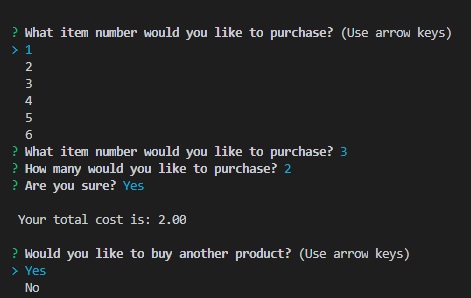 ? What item number would you like to purchase? (Use arrow keys)
> 1
2
3
4
5
6
? What item number would you like to purchase? 3
? How many would you like to purchase? 2
? Are you sure? Yes
Your total cost is: 2.00
? Would you like to buy another product? (Use arrow keys)
> Yes
No